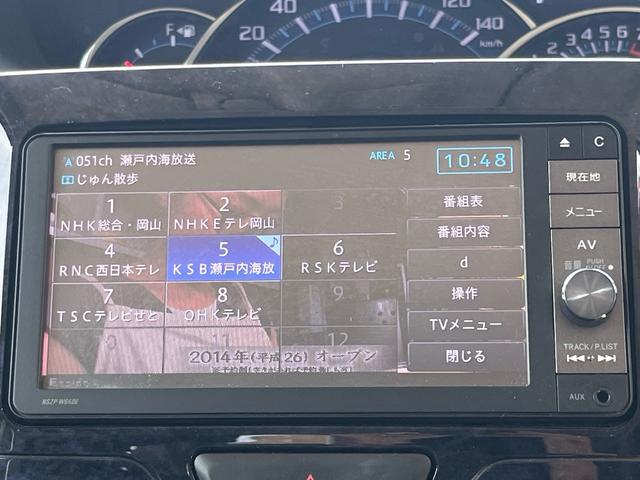 F
20
40
120
140
km/h
1 2
5 6 7
051ch 瀬戸内海放送
AREA 5
10:48
じゅん散歩
1
2
3
NHK総合・岡山
NHKEテレ岡山
4
5
6
RNC西日本テレ
KSB瀬戸内海放
RSKテレビ
7
8
9
TSCテレビせと
OHKテレビ
0
11
12
2014年(平成26) オープン
番組表
番組内容
d
操作
TVメニュー
閉じる
C
現在地
メニュー
AV
音量
PUSH
TRACK/P.LIST
AUX
NSZP-W66DE